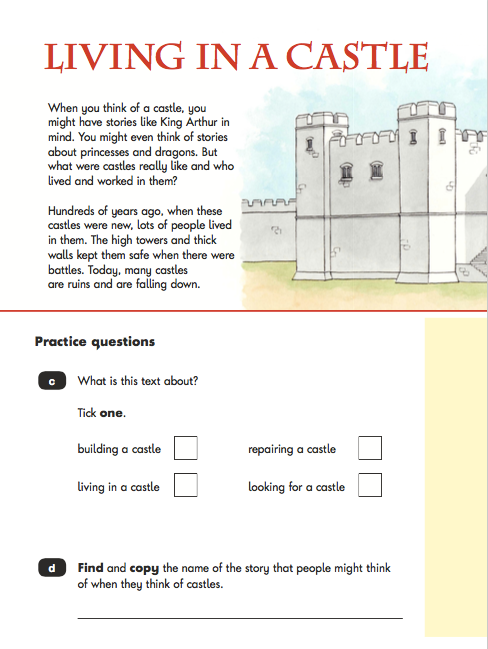 LIVING IN A CASTLE
When you think of a castle, you
might have stories like King Arthur in
mind. You might even think of stories
about princesses and dragons. But
what were castles really like and who
lived and worked in them?
Hundreds of years ago, when these
castles were new, lots of people lived
in them. The high towers and thick
walls kept them safe when there were
battles. Today, many castles
are ruins and are falling down.
Practice questions
c What is this text about?
Tick one.
building a castle
repairing a castle
living in a castle
looking for a castle
d Find and copy the name of the story that people might think
of when they think of castles.